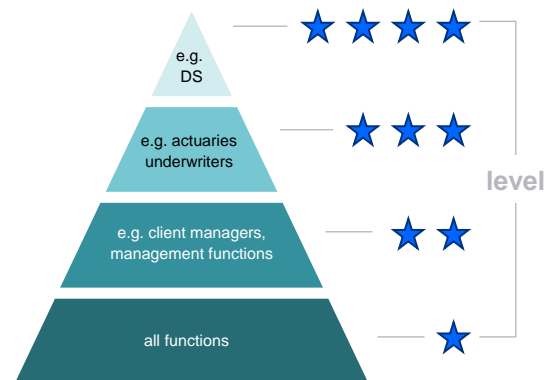 e.g.
DS
e.g. actuaries
underwriters
level
e.g. client managers,
management functions
all functions